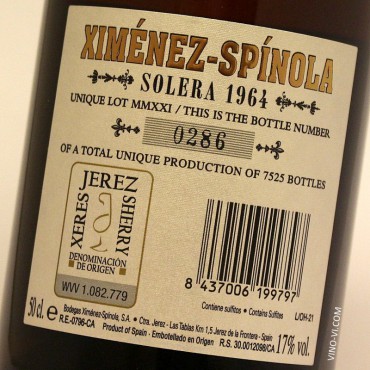 XIMÉNEZ-SPÍNOLA
SOLERA 1964
UNIQUE LOT MMXXI / THIS IS THE BOTTLE NUMBER
0286
OF A TOTAL UNIQUE PRODUCTION OF 7525 BOTTLES
JEREZ
XERES
SHERRY
DENOMINACIÓN
DE ORIGEN
WV 1.082.779
8 437006 199797
Contiene sulfitos • Contains Sulfites
L/OH-21
50 cl. e
Bodegas Ximénez-Spínola, S.A. • Ctra. Jerez - Las Tablas Km 1,5 Jerez de la Frontera - Spain
R.E.-0796-CA
Product of Spain - Embotellado en Origen
R.S. 30.0012098/CA
17% vol.
VINO-VI.COM